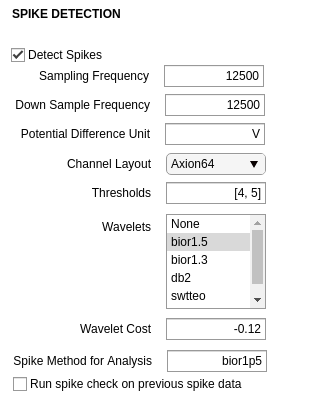 SPIKE DETECTION
Detect Spikes
Sampling Frequency 12500
Down Sample Frequency 12500
Potential Difference Unit V
Channel Layout Axion64
Thresholds [4, 5]
Wavelets
None
bior1.5
bior1.3
db2
swtteo
Wavelet Cost -0.12
Spike Method for Analysis bior1p5
Run spike check on previous spike data